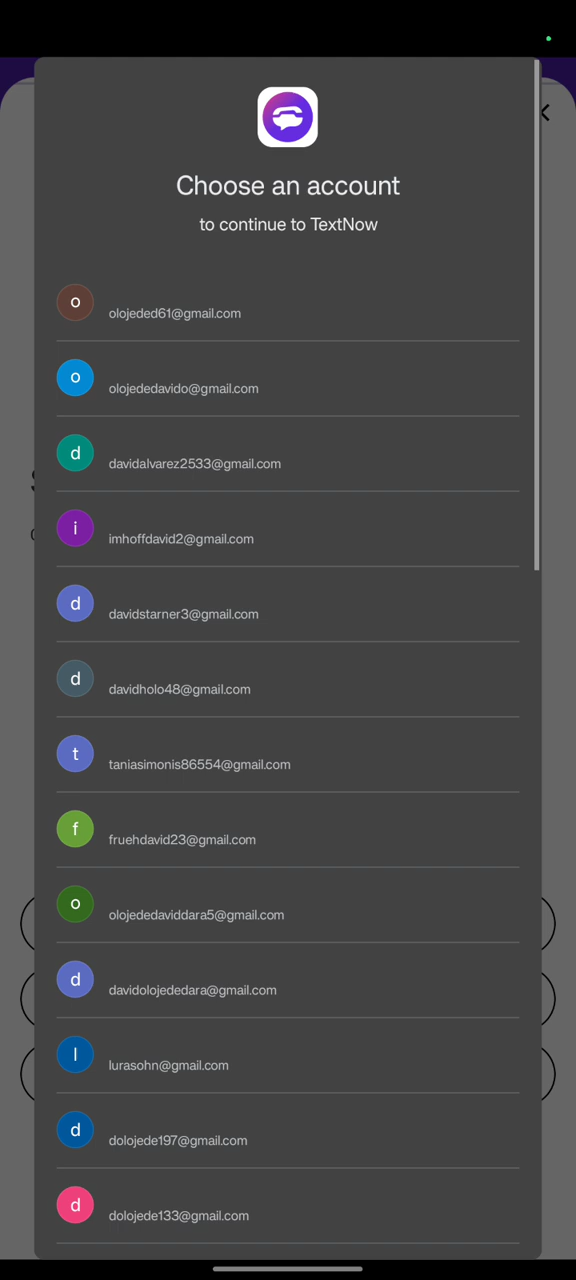 Choose an account
to continue to TextNow
o
olojeded61@gmail.com
o
olojededavido@gmail.com
d
davidalvarez2533@gmail.com
i
imhoffdavid2@gmail.com
d
davidstarner3@gmail.com
d
davidholo48@gmail.com
t
taniasimonis86554@gmail.com
f
fruehdavid23@gmail.com
o
olojededaviddara5@gmail.com
d
davidolojededara@gmail.com
l
lurasohn@gmail.com
d
dolojede197@gmail.com
d
dolojede133@gmail.com